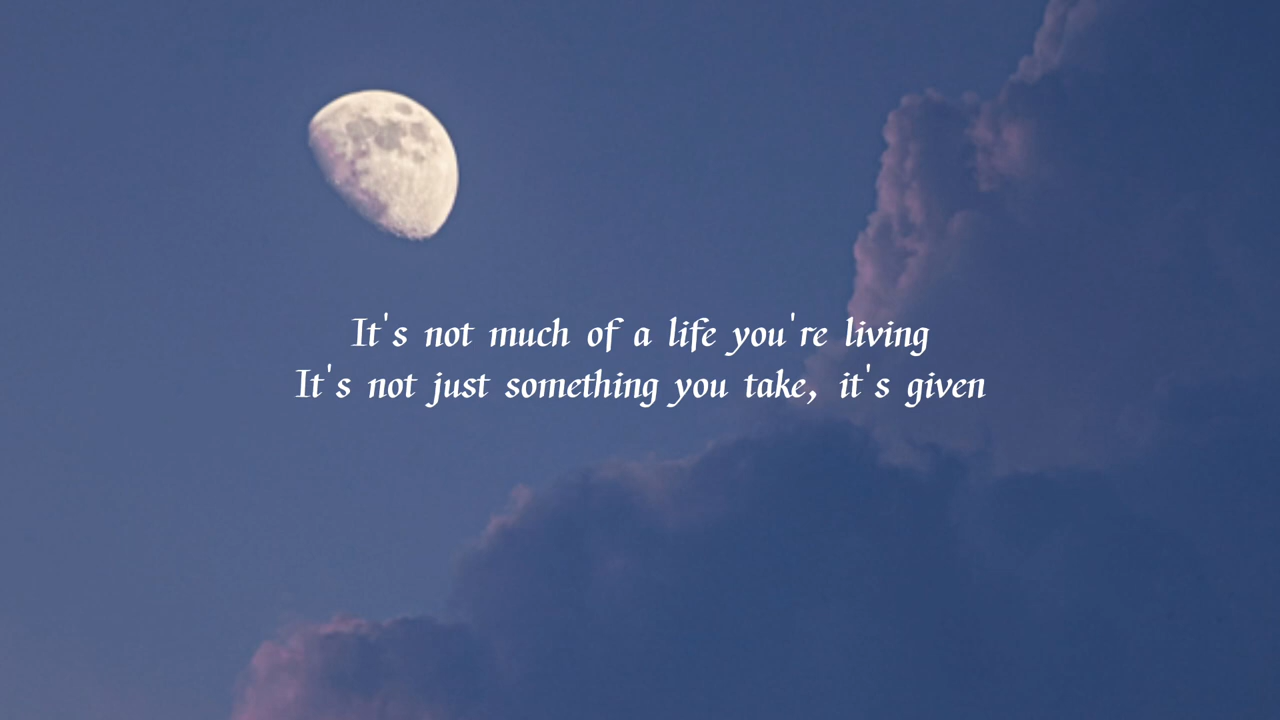 It's not much of a life you're living
It's not just something you take, it's given